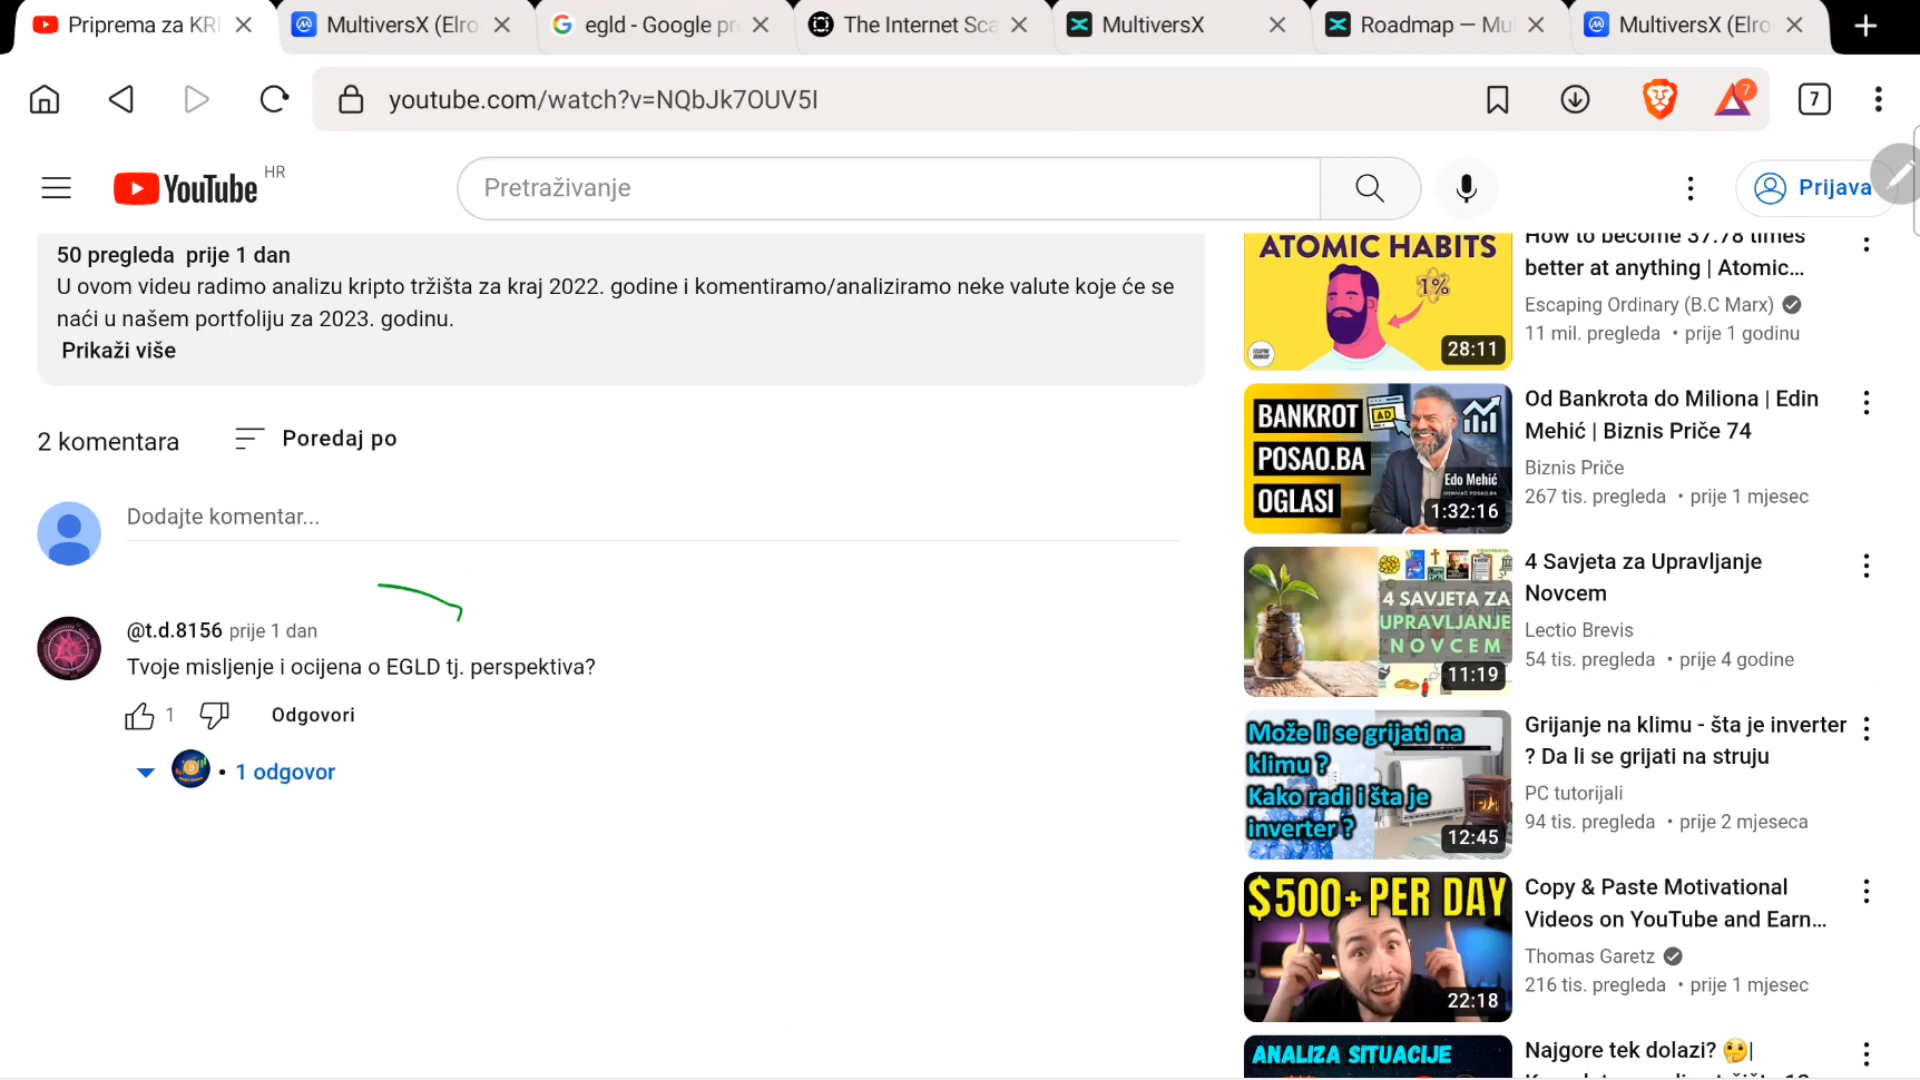 Priprema za KRI
MultiversX (Elro
egld - Google pr
The Internet Sca
MultiversX
Roadmap — Mu
MultiversX (Elro
youtube.com/watch?v=NQbJk7OUV5I
7
7
YouTube HR
Pretraživanje
Prijava
50 pregleda prije 1 dan
U ovom videu radimo analizu kripto tržišta za kraj 2022. godine i komentiramo/analiziramo neke valute koje će se
naći u našem portfoliju za 2023. godinu.
Prikaži više
2 komentara
Poredaj po
Dodajte komentar...
@t.d.8156 prije 1 dan
Tvoje misljenje i ocijena o EGLD tj. perspektiva?
1
Odgovori
• 1 odgovor
ATOMIC HABITS
1%
28:11
How to become 37.78 times
better at anything | Atomic...
Escaping Ordinary (B.C Marx)
11 mil. pregleda • prije 1 godinu
BANKROT
AD
POSAO.BA
OGLASI
Edo Mehić
1:32:16
Od Bankrota do Miliona | Edin
Mehić | Biznis Priče 74
Biznis Priče
267 tis. pregleda • prije 1 mjesec
4 SAVJETA ZA
UPRAVLJANJE
NOVCEM
11:19
4 Savjeta za Upravljanje
Novcem
Lectio Brevis
54 tis. pregleda • prije 4 godine
Može li se grijati na
klimu ?
Kako radi i šta je
inverter ?
12:45
Grijanje na klimu - šta je inverter
? Da li se grijati na struju
PC tutorijali
94 tis. pregleda • prije 2 mjeseca
$500+ PER DAY
22:18
Copy & Paste Motivational
Videos on YouTube and Earn...
Thomas Garetz
216 tis. pregleda • prije 1 mjesec
ANALIZA SITUACIJE
Najgore tek dolazi? 🤔|